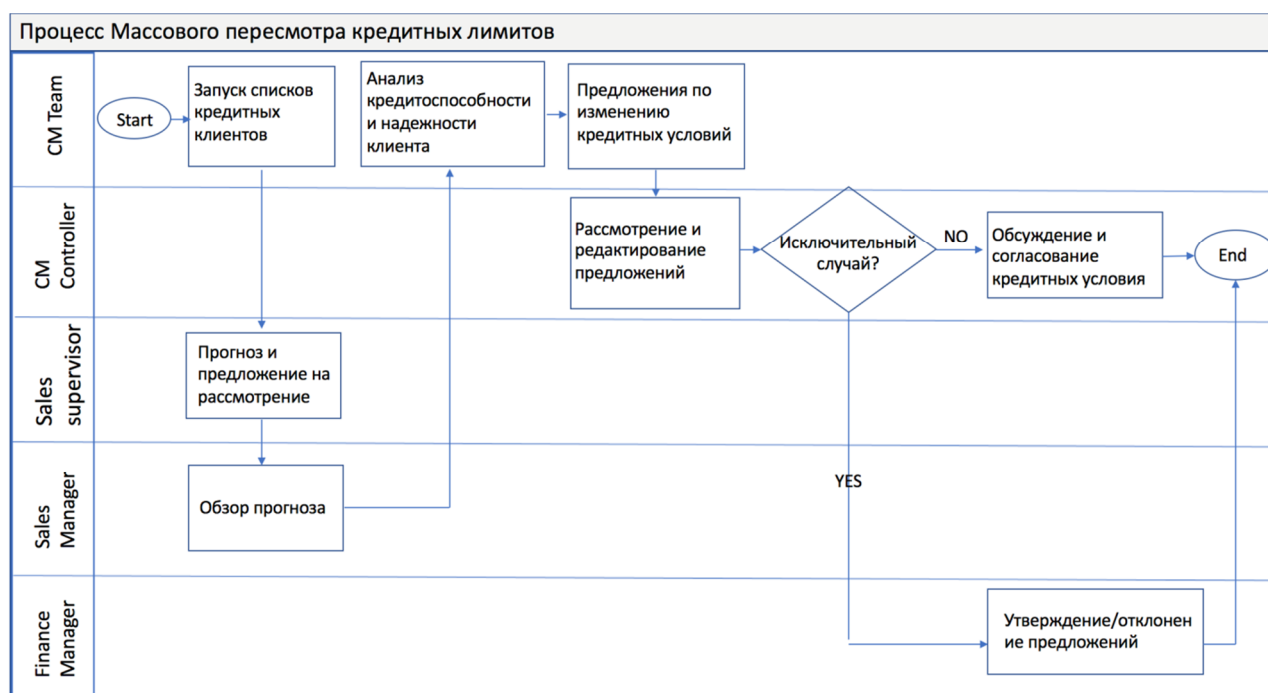 Процесс Массового пересмотра кредитных лимитов
CM Team
Start
Запуск списков
кредитных
клиентов
Анализ
кредитоспособности
и надежности
клиента
Предложения по
изменению
кредитных условий
CM
Controller
Рассмотрение и
редактирование
предложений
Исключительный
случай?
NO
Обсуждение и
согласование
кредитных условия
End
Sales
supervisor
Прогноз и
предложение на
рассмотрение
Sales
Manager
Обзор прогноза
YES
Finance
Manager
Утверждение/отклонен
ие предложений